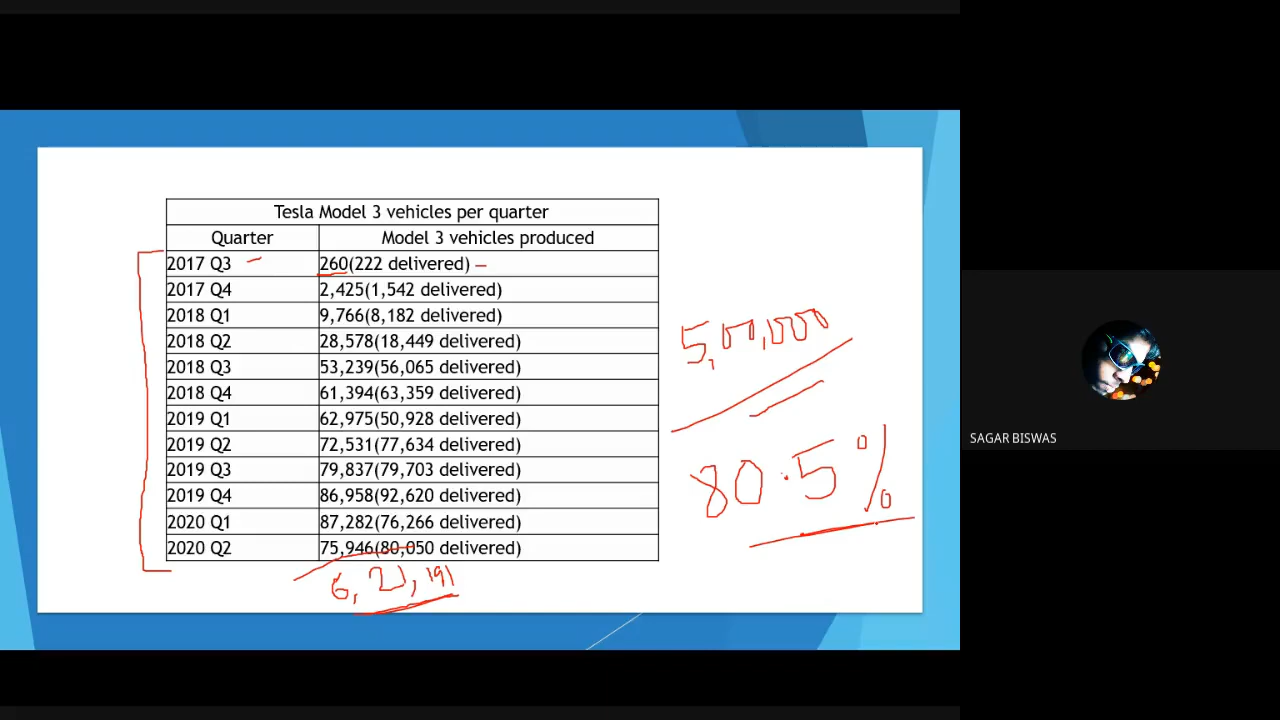 Tesla Model 3 vehicles per quarter
Quarter Model 3 vehicles produced
2017 Q3 260(222 delivered)
2017 Q4 2,425(1,542 delivered)
2018 Q1 9,766(8,182 delivered)
2018 Q2 28,578(18,449 delivered)
2018 Q3 53,239(56,065 delivered)
2018 Q4 61,394(63,359 delivered)
2019 Q1 62,975(50,928 delivered)
2019 Q2 72,531(77,634 delivered)
2019 Q3 79,837(79,703 delivered)
2019 Q4 86,958(92,620 delivered)
2020 Q1 87,282(76,266 delivered)
2020 Q2 75,946(80,050 delivered)
6,21,191
5,00,000
80.5%
SAGAR BISWAS